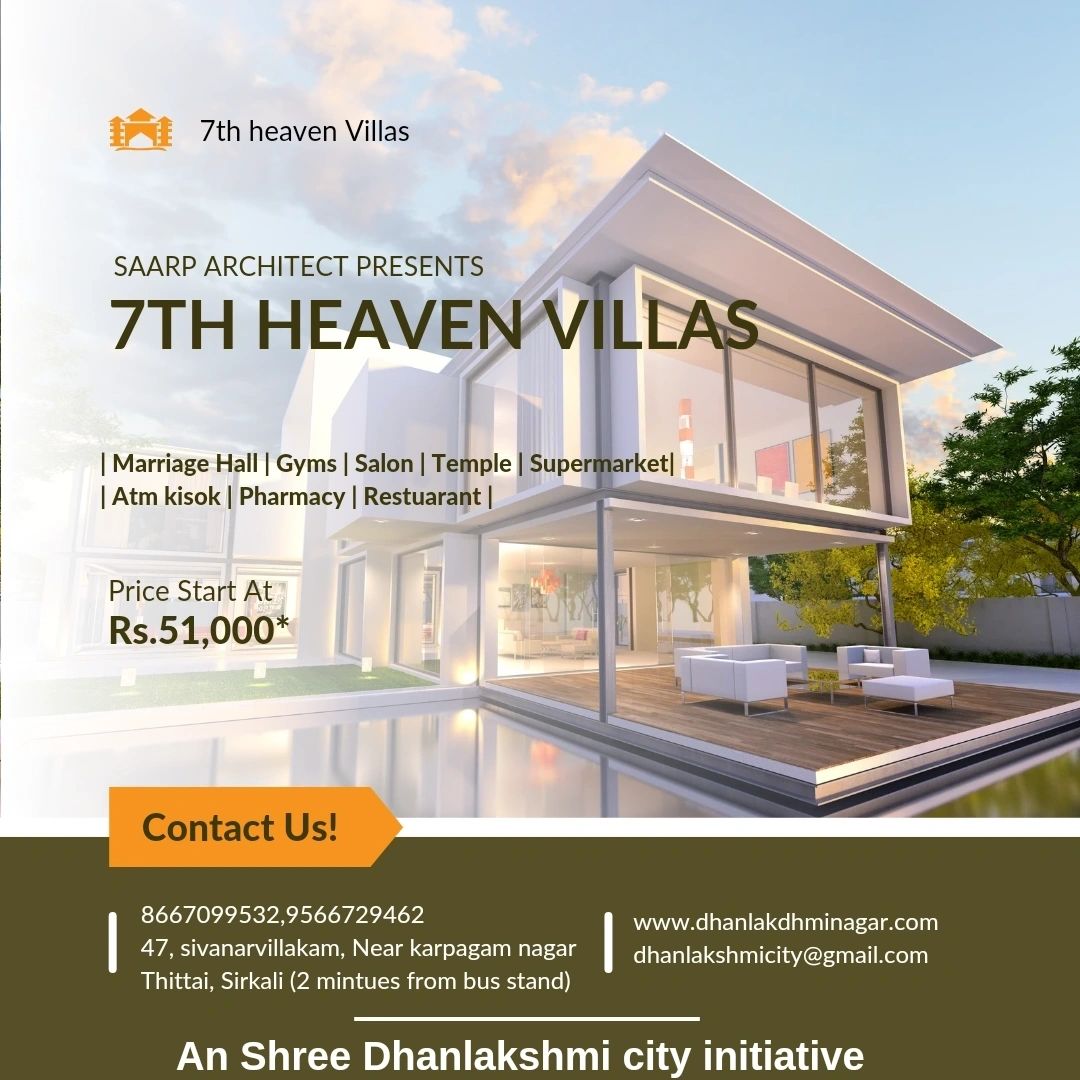 7th heaven Villas
SAARP ARCHITECT PRESENTS
7TH HEAVEN VILLAS
| Marriage Hall | Gyms | Salon | Temple | Supermarket|
| Atm kisok | Pharmacy | Restuarant |
Price Start At
Rs.51,000*
Contact Us!
8667099532,9566729462
47, sivanarvillakam, Near karpagam nagar
Thittai, Sirkali (2 mintues from bus stand)
www.dhanlakdhminagar.com
dhanlakshmicity@gmail.com
An Shree Dhanlakshmi city initiative